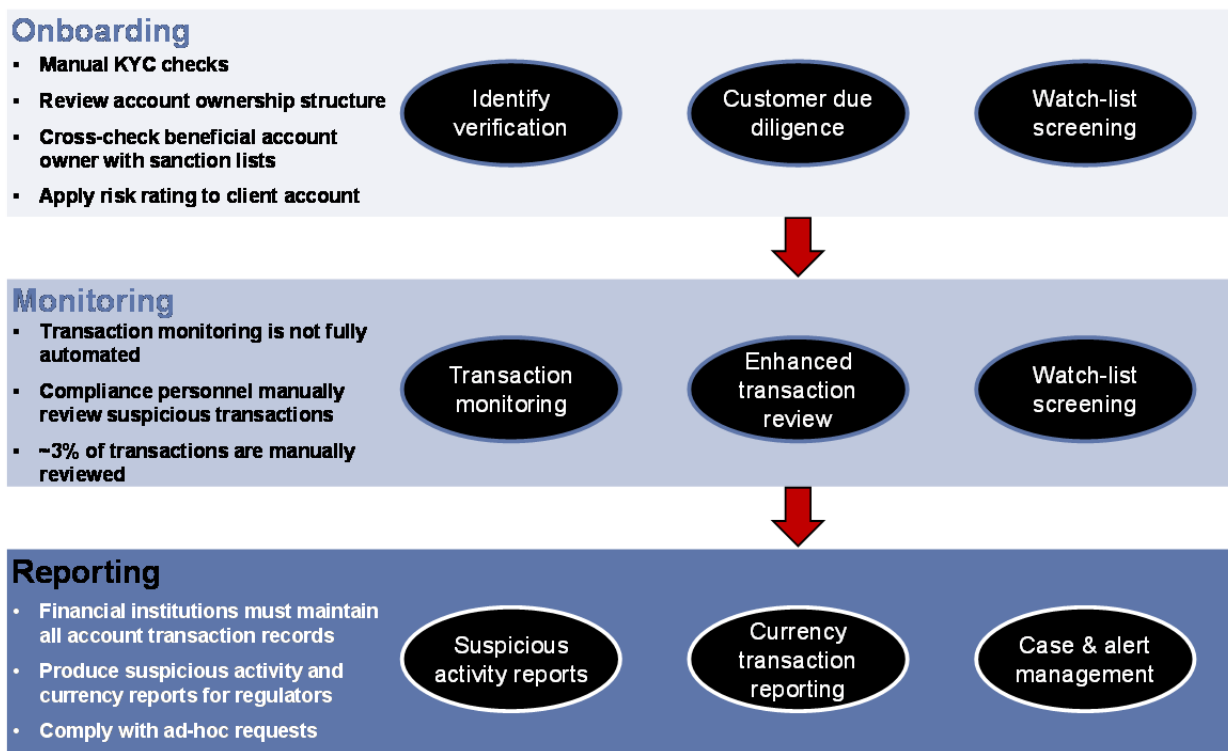 Onboarding
▪ Manual KYC checks
▪ Review account ownership structure
▪ Cross-check beneficial account
owner with sanction lists
▪ Apply risk rating to client account
Identify
verification
Customer due
diligence
Watch-list
screening
Monitoring
▪ Transaction monitoring is not fully
automated
▪ Compliance personnel manually
review suspicious transactions
▪ ~3% of transactions are manually
reviewed
Transaction
monitoring
Enhanced
transaction
review
Watch-list
screening
Reporting
• Financial institutions must maintain
all account transaction records
• Produce suspicious activity and
currency reports for regulators
• Comply with ad-hoc requests
Suspicious
activity reports
Currency
transaction
reporting
Case & alert
management